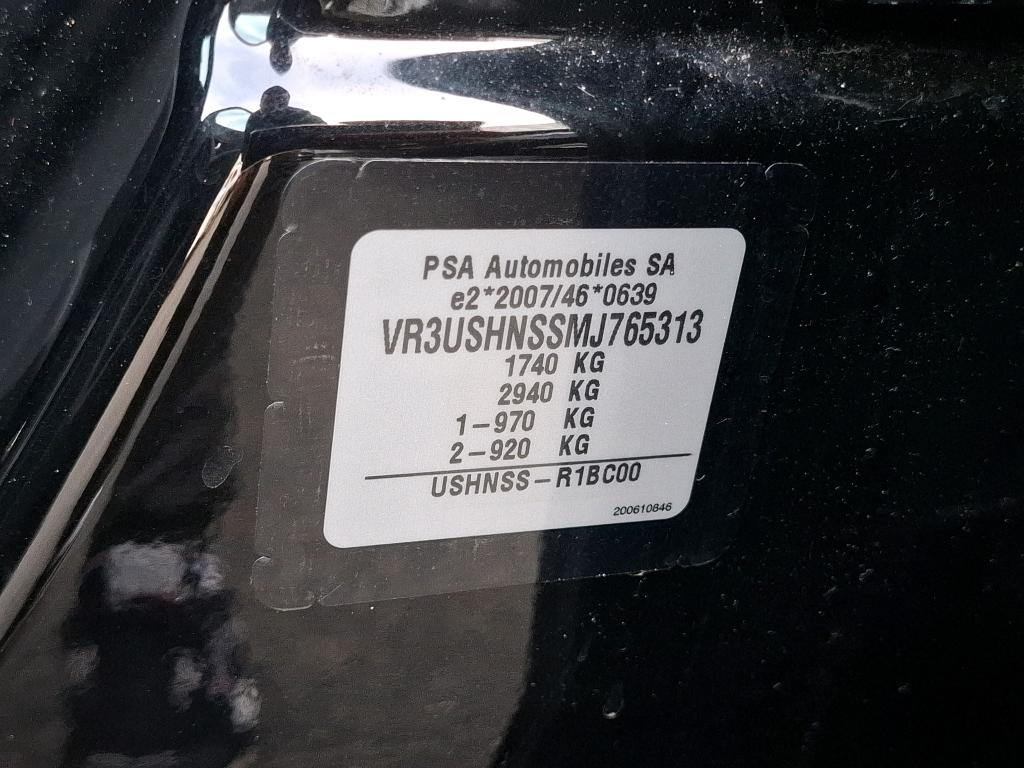 PSA Automobiles SA
e2*2007/46*0639
VR3USHNSSMJ765313
1740 KG
2940 KG
1-970 KG
2-920 KG
USHNSS-R1BC00
200610846